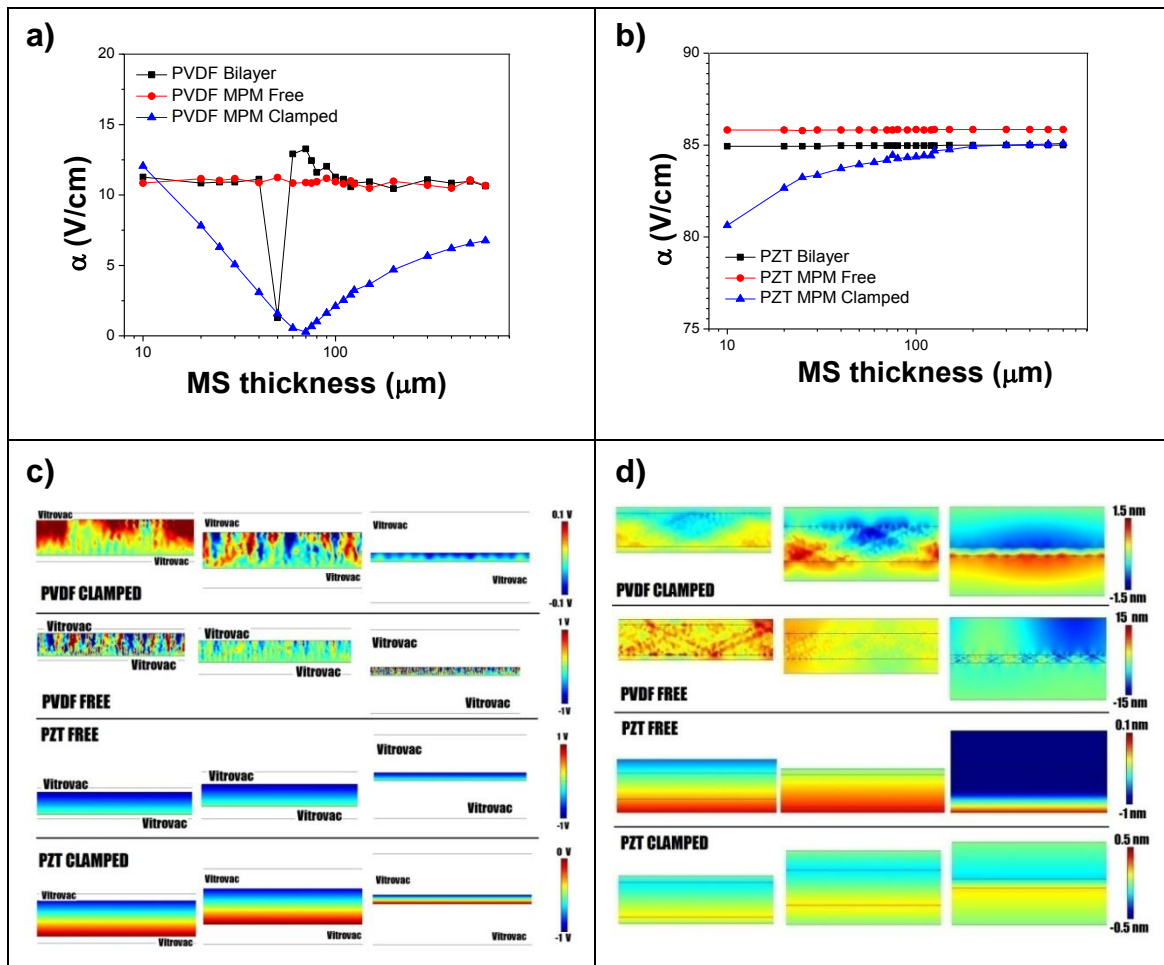 a)
20
15
10
5
0
α (V/cm)
PVDF Bilayer
PVDF MPM Free
PVDF MPM Clamped
10
100
MS thickness (μm)
b)
90
85
80
75
α (V/cm)
PZT Bilayer
PZT MPM Free
PZT MPM Clamped
10
100
MS thickness (μm)
c)
Vitrovac
Vitrovac
Vitrovac
Vitrovac
Vitrovac
Vitrovac
PVDF CLAMPED
0.1 V
-0.1 V
Vitrovac
Vitrovac
Vitrovac
Vitrovac
Vitrovac
Vitrovac
PVDF FREE
1 V
-1V
PZT FREE
Vitrovac
Vitrovac
Vitrovac
Vitrovac
Vitrovac
Vitrovac
1 V
-1V
PZT CLAMPED
Vitrovac
Vitrovac
Vitrovac
Vitrovac
Vitrovac
Vitrovac
0 V
-1 V
d)
PVDF CLAMPED
1.5 nm
-1.5 nm
PVDF FREE
15 nm
-15 nm
PZT FREE
0.1 nm
-1 nm
PZT CLAMPED
0.5 nm
-0.5 nm